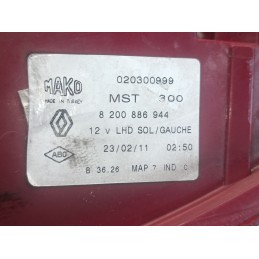 MAKO 020300999
MADE IN TURKEY MST 300
8 200 886 944
12 v LHD SOL/GAUCHE
ABO 23/02/11 02:50
B 36.26 MAP 7 IND